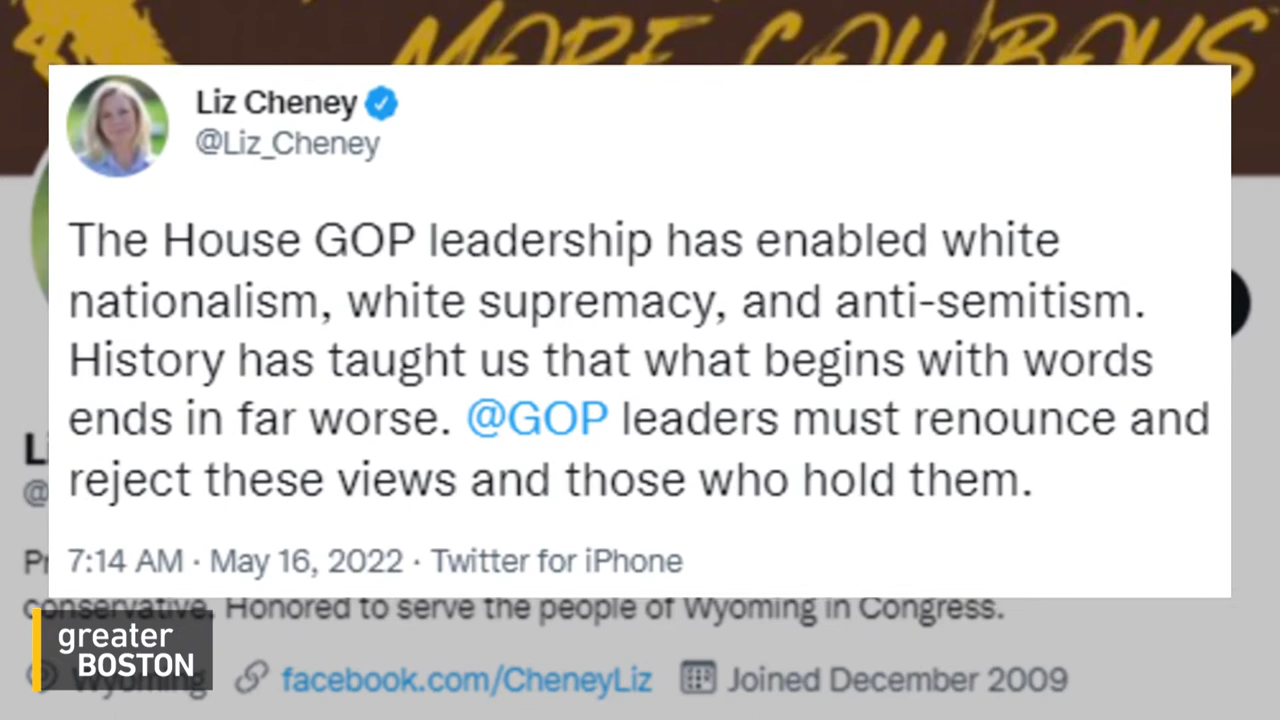 MORE COWBOYS
Liz Cheney
@Liz_Cheney
The House GOP leadership has enabled white
nationalism, white supremacy, and anti-semitism.
History has taught us that what begins with words
ends in far worse. @GOP leaders must renounce and
reject these views and those who hold them.
7:14 AM · May 16, 2022 · Twitter for iPhone
conservative. Honored to serve the people of Wyoming in Congress.
greater
BOSTON
Wyoming facebook.com/CheneyLiz Joined December 2009